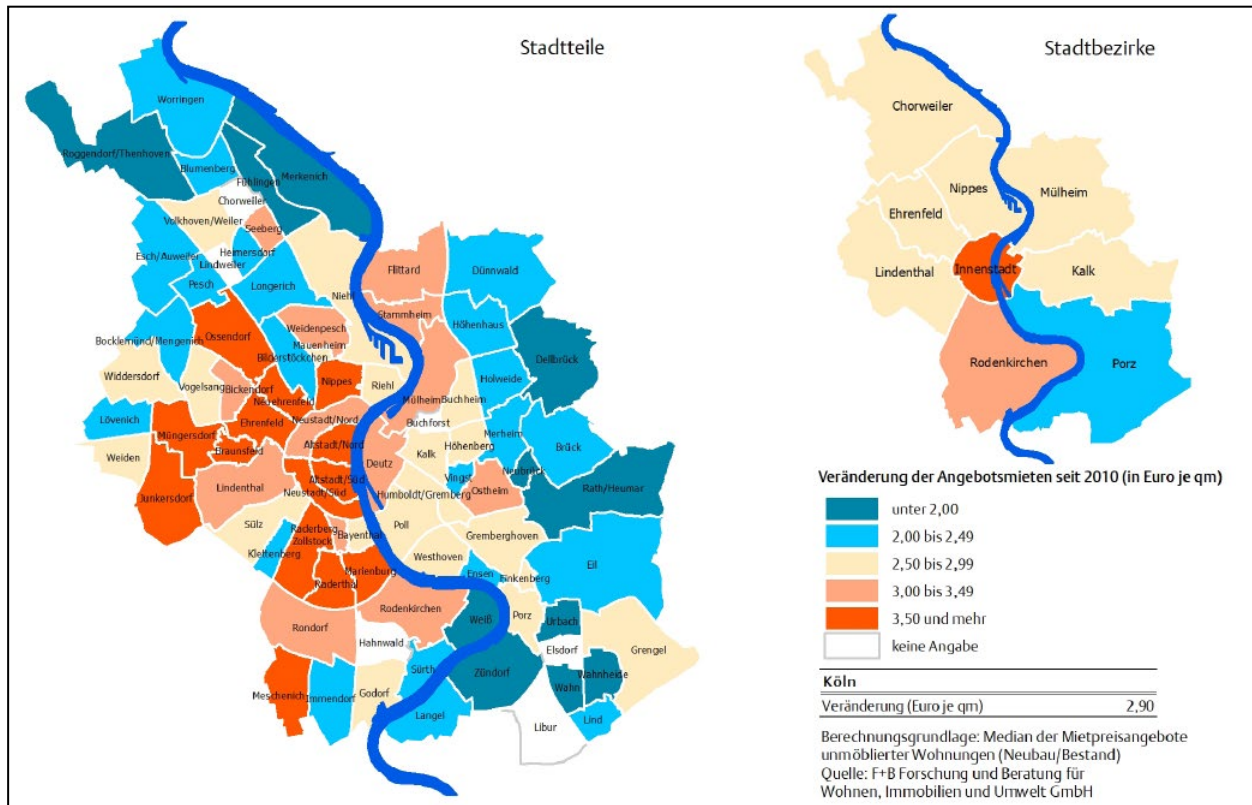 Stadtteile
Worringen
Roggendorf/Thenhoven
Blumenberg
Fühlingen
Merkenich
Chorweiler
Volkhoven/Weiler
Seeberg
Esch/Auweiler
Heimersdorf
Lindweiler
Pesch
Longerich
Niehl
Flittard
Dünnwald
Stammheim
Höhenhaus
Weidenpesch
Mauenheim
Ossendorf
Bocklemünd/Mengenich
Bilderstöckchen
Dellbrück
Widdersdorf
Vogelsang
Bickendorf
Nippes
Riehl
Holweide
Neuehrenfeld
Mülheim
Buchheim
Lövenich
Ehrenfeld
Neustadt/Nord
Buchforst
Müngersdorf
Altstadt/Nord
Merheim
Brück
Braunsfeld
Höhenberg
Weiden
Kalk
Deutz
Neubrück
Vingst
Altstadt/Süd
Lindenthal
Junkersdorf
Neustadt/Süd
Humboldt/Gremberg
Ostheim
Rath/Heumar
Sülz
Poll
Raderberg
Zollstock
Bayenthal
Gremberghoven
Klettenberg
Westhoven
Eil
Raderthal
Marienburg
Ensen
Finkenberg
Rodenkirchen
Weiß
Porz
Urbach
Rondorf
Hahnwald
Elsdorf
Grengel
Sürth
Zündorf
Wahn
Wahnheide
Meschenich
Immendorf
Godorf
Langel
Lind
Libur
Stadtbezirke
Chorweiler
Nippes
Mülheim
Ehrenfeld
Lindenthal
Innenstadt
Kalk
Rodenkirchen
Porz
Veränderung der Angebotsmieten seit 2010 (in Euro je qm)
unter 2,00
2,00 bis 2,49
2,50 bis 2,99
3,00 bis 3,49
3,50 und mehr
keine Angabe
Köln
Veränderung (Euro je qm) 2,90
Berechnungsgrundlage: Median der Mietpreisangebote
unmöblierter Wohnungen (Neubau/Bestand)
Quelle: F+B Forschung und Beratung für
Wohnen, Immobilien und Umwelt GmbH